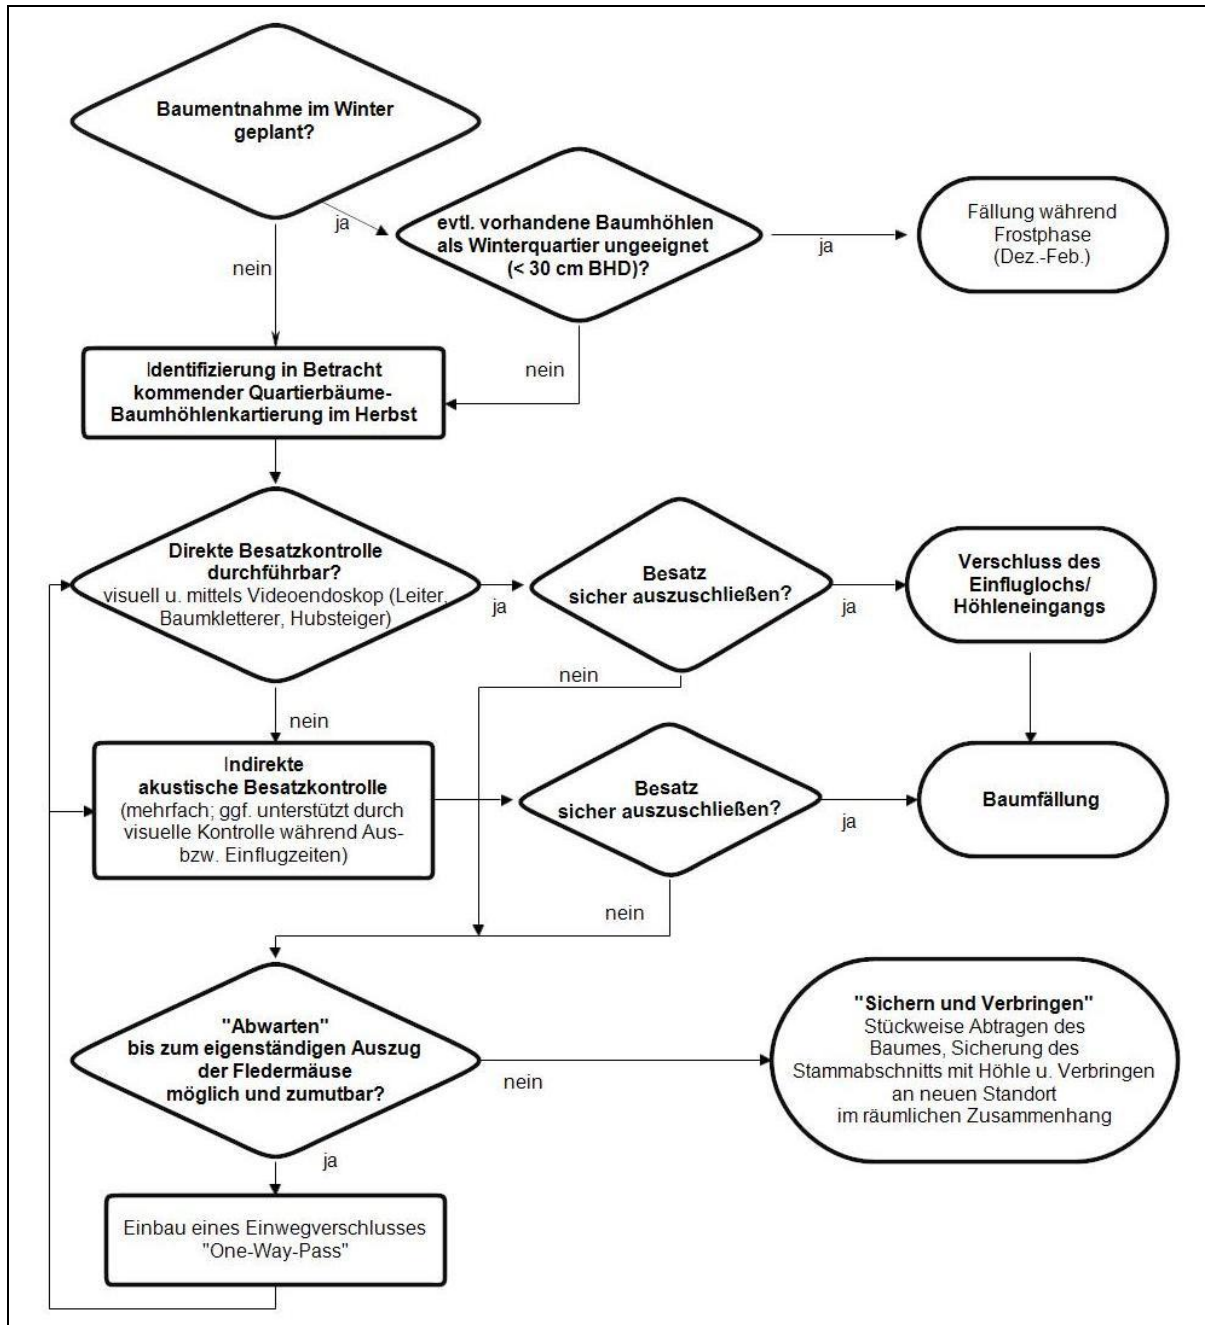 Baumentnahme im Winter
geplant?
ja
nein
evtl. vorhandene Baumhöhlen
als Winterquartier ungeeignet
(< 30 cm BHD)?
ja
nein
Fällung während
Frostphase
(Dez.-Feb.)
Identifizierung in Betracht
kommender Quartierbäume-
Baumhöhlenkartierung im Herbst
Direkte Besatzkontrolle
durchführbar?
visuell u. mittels Videoendoskop (Leiter,
Baumkletterer, Hubsteiger)
ja
nein
Besatz
sicher auszuschließen?
ja
nein
Verschluss des
Einfluglochs/
Höhleneingangs
Indirekte
akustische Besatzkontrolle
(mehrfach; ggf. unterstützt durch
visuelle Kontrolle während Aus-
bzw. Einflugzeiten)
Besatz
sicher auszuschließen?
ja
nein
Baumfällung
"Abwarten"
bis zum eigenständigen Auszug
der Fledermäuse
möglich und zumutbar?
nein
ja
"Sichern und Verbringen"
Stückweise Abtragen des
Baumes, Sicherung des
Stammabschnitts mit Höhle u. Verbringen
an neuen Standort
im räumlichen Zusammenhang
Einbau eines Einwegverschlusses
"One-Way-Pass"